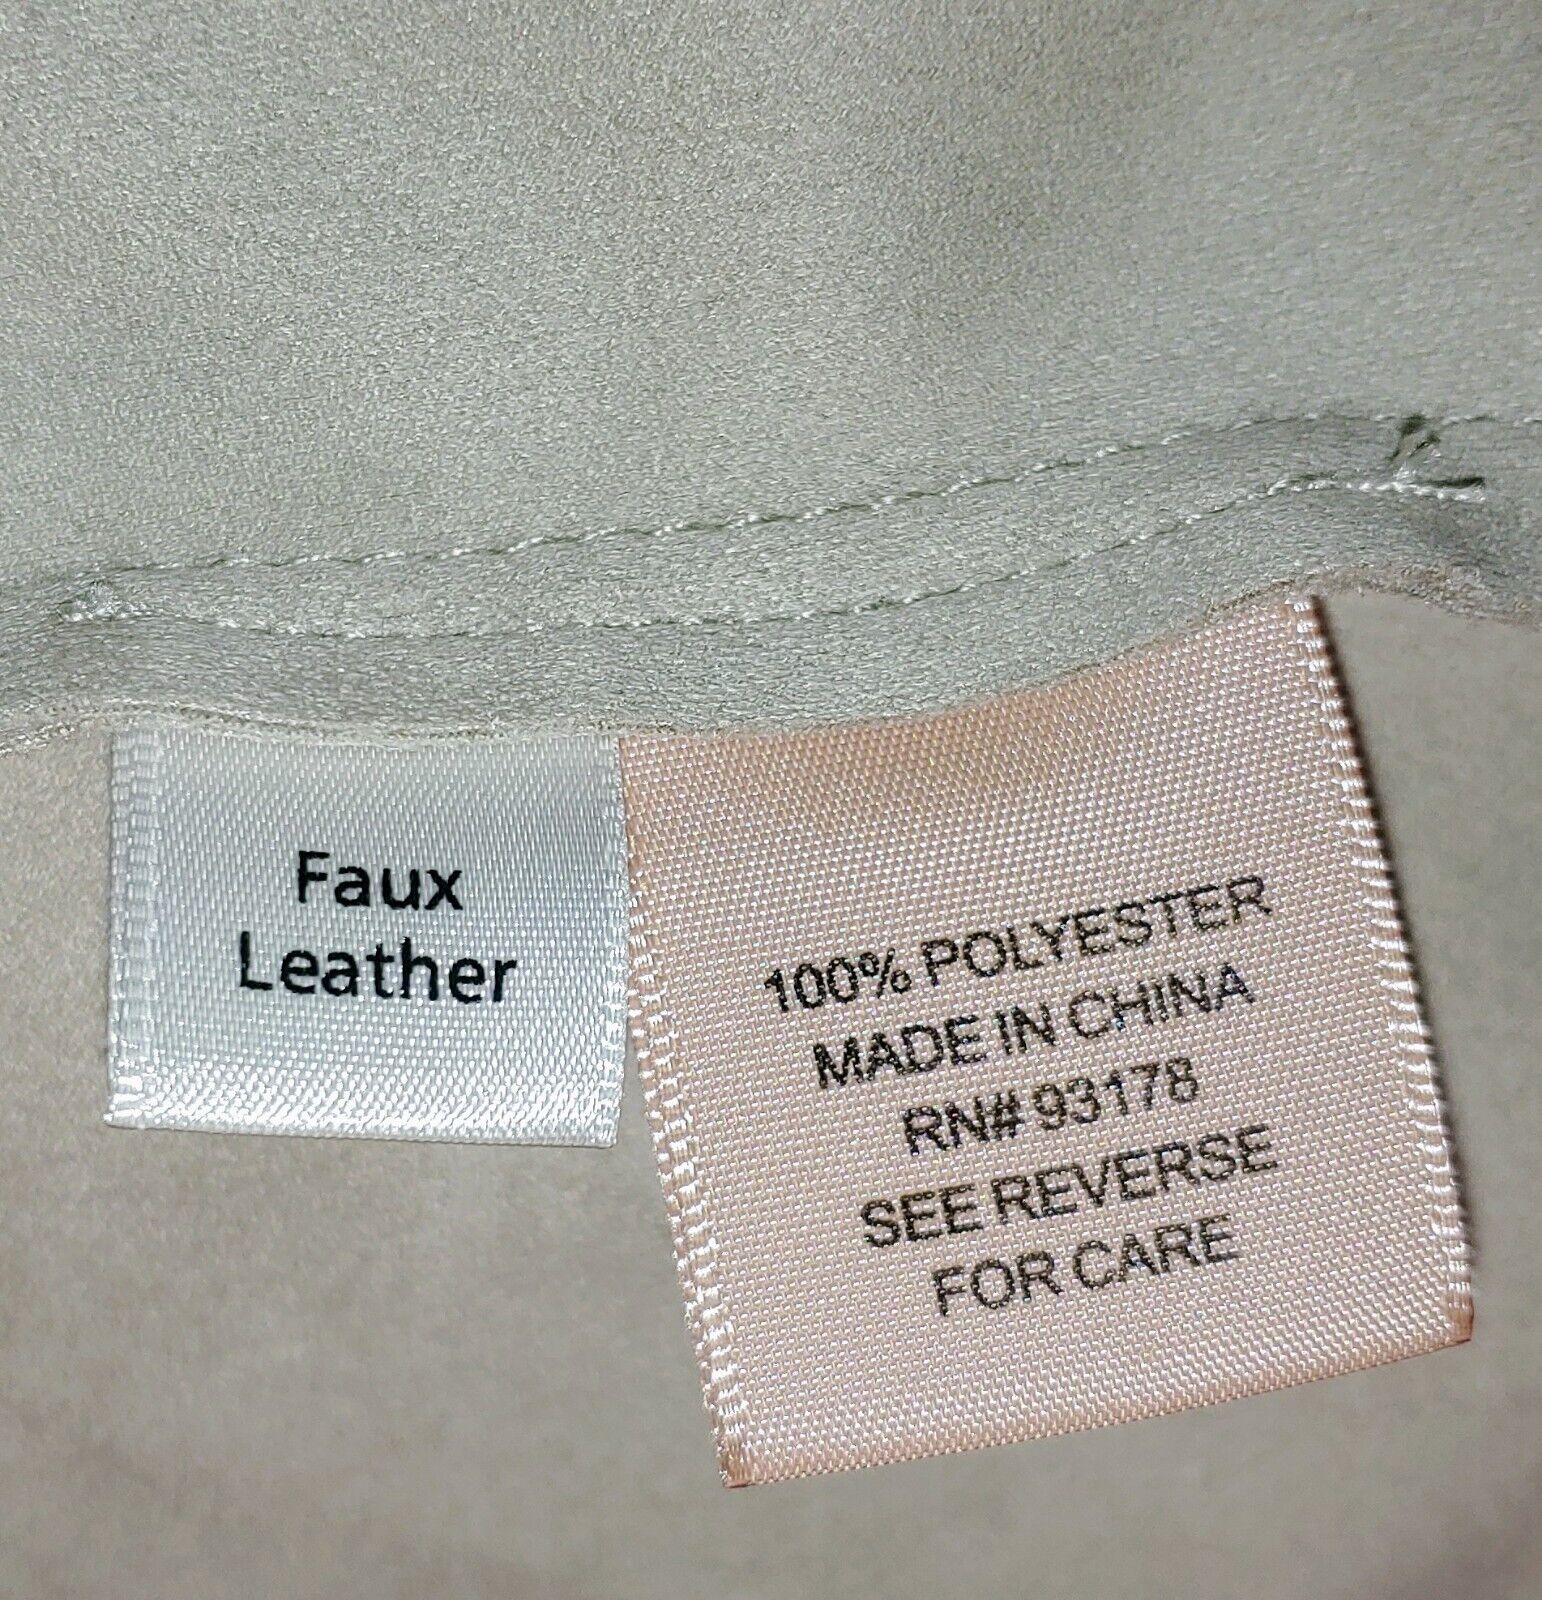 Faux
Leather
100% POLYESTER
MADE IN CHINA
RN# 93178
SEE REVERSE
FOR CARE